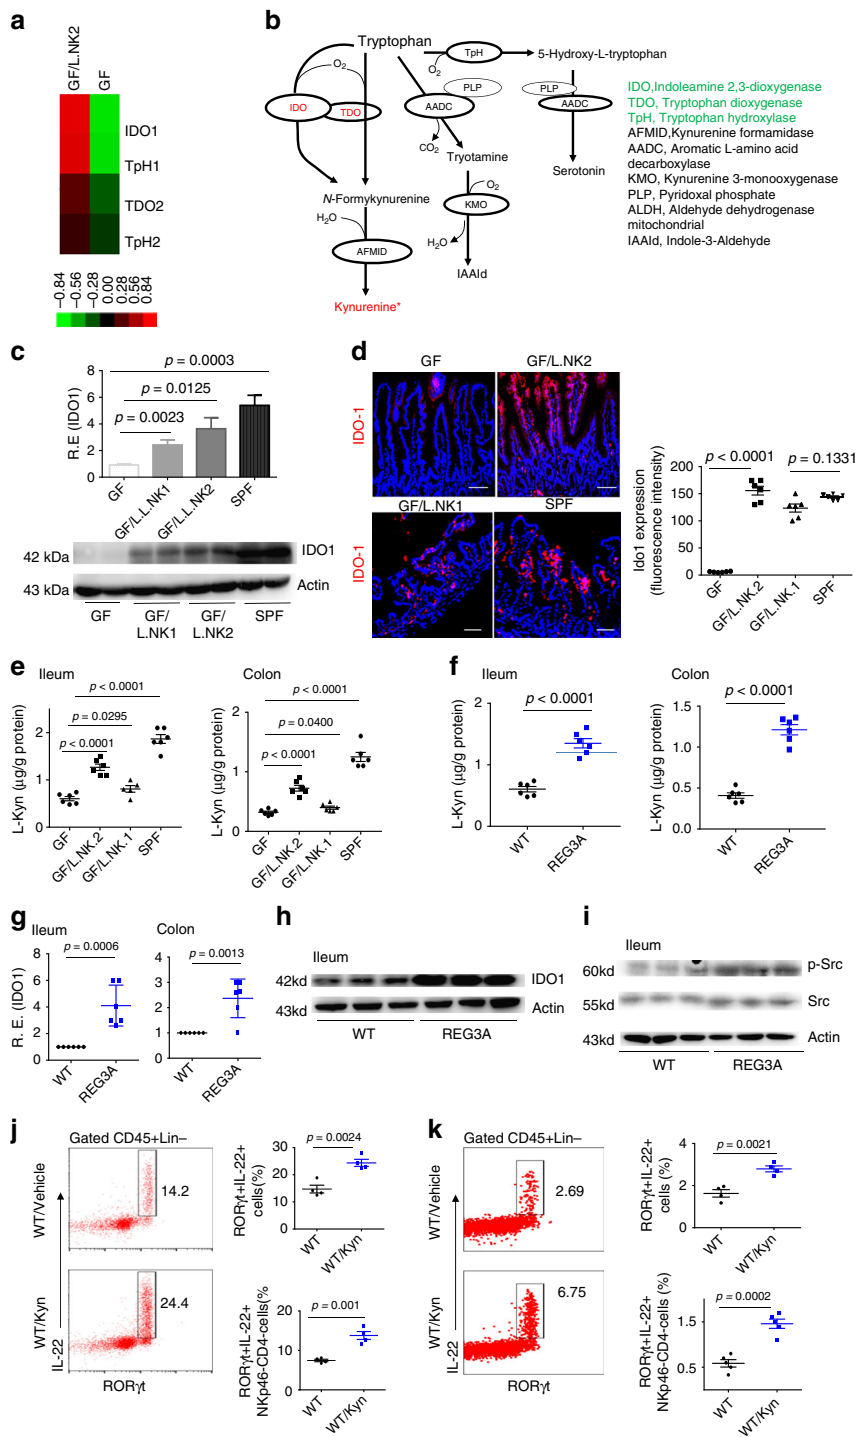 a
GF/L.NK2
GF
IDO1
TpH1
TDO2
TpH2
–0.84
–0.56
–0.28
0.00
0.28
0.56
0.84
b
Tryptophan
TpH
O2
5-Hydroxy-L-tryptophan
O2
PLP
PLP
IDO
TDO
AADC
AADC
CO2
Tryotamine
Serotonin
N-Formykynurenine
O2
KMO
H2O
H2O
AFMID
IAAld
Kynurenine*
IDO,Indoleamine 2,3-dioxygenase
TDO, Tryptophan dioxygenase
TpH, Tryptophan hydroxylase
AFMID,Kynurenine formamidase
AADC, Aromatic L-amino acid
decarboxylase
KMO, Kynurenine 3-monooxygenase
PLP, Pyridoxal phosphate
ALDH, Aldehyde dehydrogenase
mitochondrial
IAAld, Indole-3-Aldehyde
c
p = 0.0003
p = 0.0125
p = 0.0023
R.E (IDO1)
8
6
4
2
0
GF
GF/L.L.NK1
GF/L.L.NK2
SPF
42 kDa
IDO1
43 kDa
Actin
GF
GF/
L.NK1
GF/
L.NK2
SPF
d
GF
GF/L.NK2
IDO-1
GF/L.NK1
SPF
IDO-1
p < 0.0001
p = 0.1331
Ido1 expression
(fluorescence intensity)
200
150
100
50
0
GF
GF/L.NK.2
GF/L.NK.1
SPF
e
Ileum
p < 0.0001
p = 0.0295
p < 0.0001
L-Kyn (µg/g protein)
2
1
0
GF
GF/L.NK.2
GF/L.NK.1
SPF
Colon
p < 0.0001
p = 0.0400
p < 0.0001
L-Kyn (µg/g protein)
2
1
0
GF
GF/L.NK.2
GF/L.NK.1
SPF
f
Ileum
p < 0.0001
L-Kyn (µg/g protein)
2
1
0
WT
REG3A
Colon
p < 0.0001
L-Kyn (µg/g protein)
1.5
1.0
0.5
0.0
WT
REG3A
g
Ileum
p = 0.0006
R. E. (IDO1)
8
6
4
2
0
WT
REG3A
Colon
p = 0.0013
4
3
2
1
0
WT
REG3A
h
Ileum
42kd
IDO1
43kd
Actin
WT
REG3A
i
Ileum
60kd
p-Src
55kd
Src
43kd
Actin
WT
REG3A
j
Gated CD45+Lin–
WT/Vehicle
14.2
WT/Kyn
24.4
IL-22
RORγt
p = 0.0024
RORγt+IL-22+
cells (%)
30
20
10
0
WT
WT/Kyn
p = 0.001
RORγt+IL-22+
NKp46-CD4-cells(%
20
10
0
WT
WT/Kyn
k
Gated CD45+Lin–
WT/Vehicle
2.69
WT/Kyn
6.75
IL-22
RORγt
p = 0.0021
RORγt+IL-22+
cells (%)
4
2
0
WT
WT/Kyn
p = 0.0002
RORγt+IL-22+
NKp46-CD4-cells (%)
1.5
0.5
WT
WT/Kyn